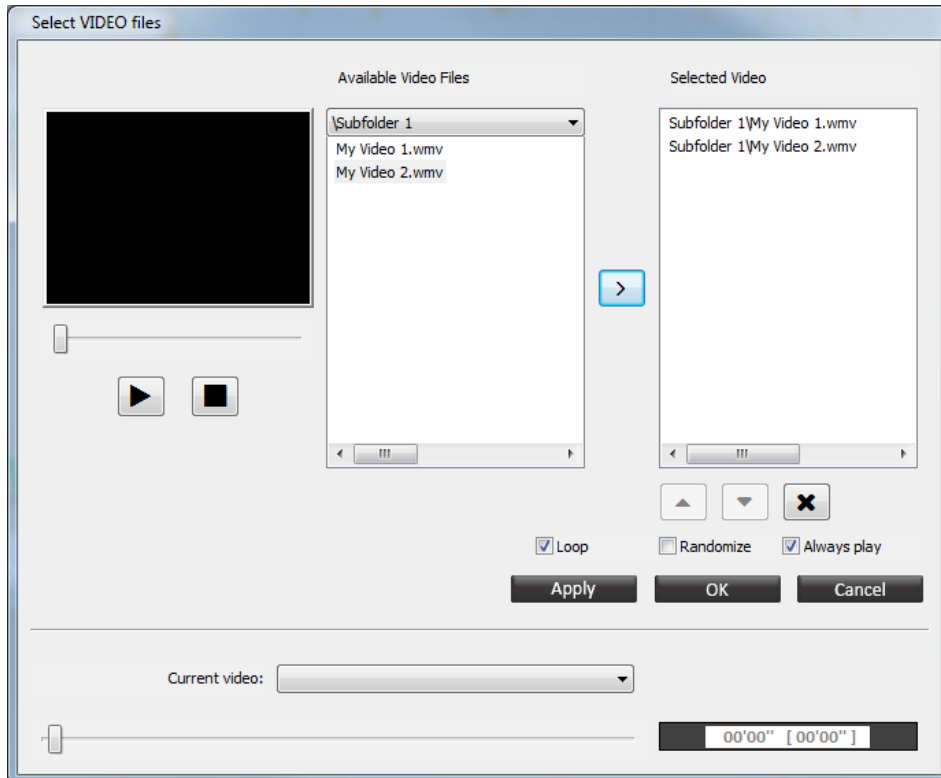 Select VIDEO files
Available Video Files
Selected Video
\Subfolder 1
My Video 1.wmv
My Video 2.wmv
Subfolder 1\My Video 1.wmv
Subfolder 1\My Video 2.wmv
>
Loop
Randomize
Always play
Apply
OK
Cancel
Current video:
00'00" [ 00'00" ]